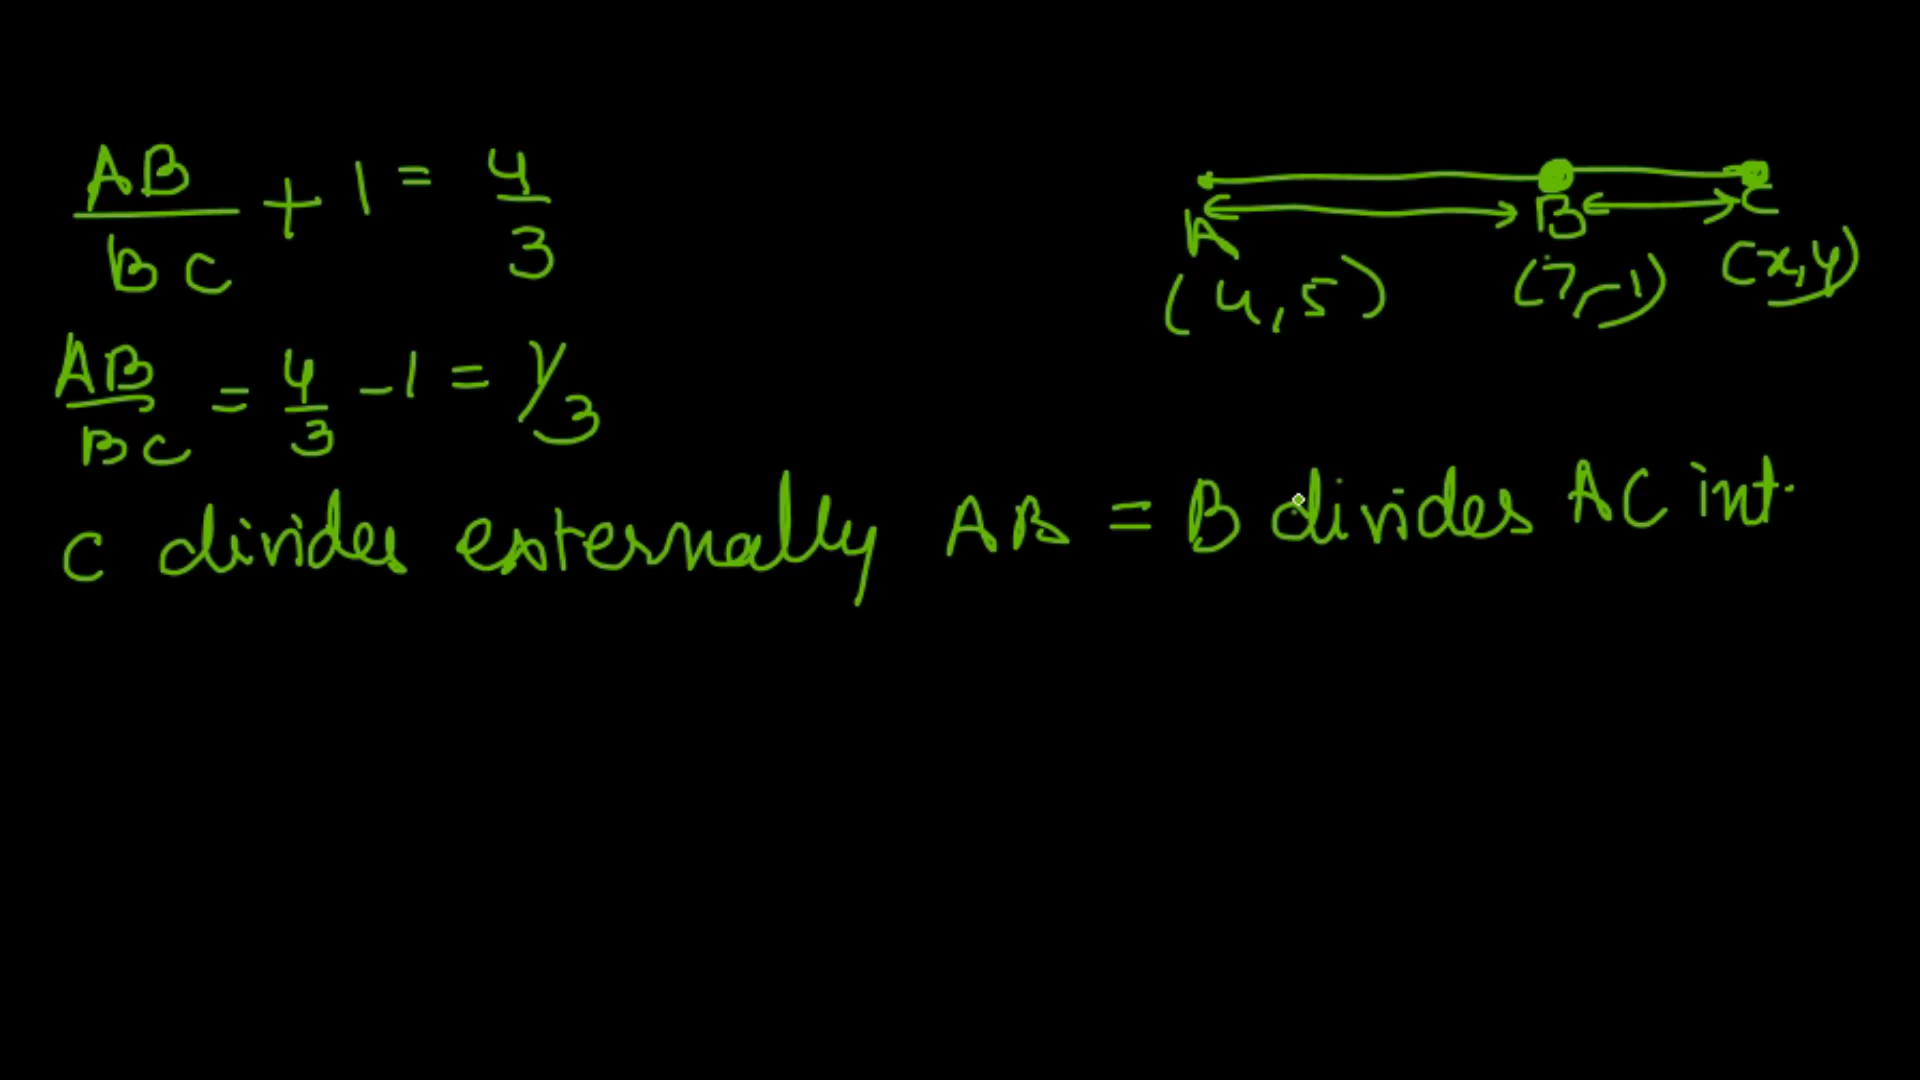 AB/BC + 1 = 4/3
A B C
(4,5) (7,-1) (x,y)
AB/BC = 4/3 - 1 = 1/3
C divides externally AB = B divides AC int.